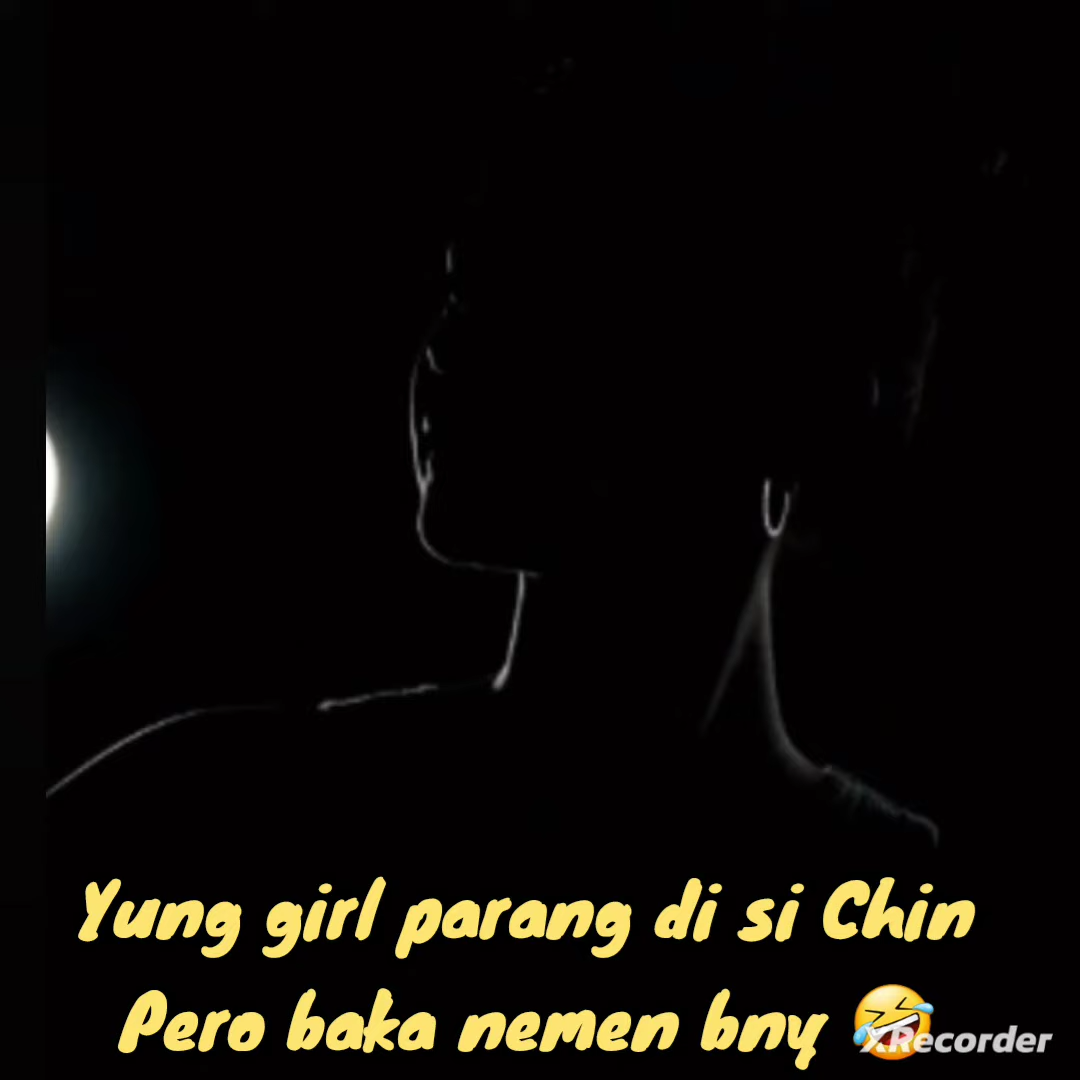 Yung girl parang di si Chin
Pero baka nemen bny 🤣
XRecorder